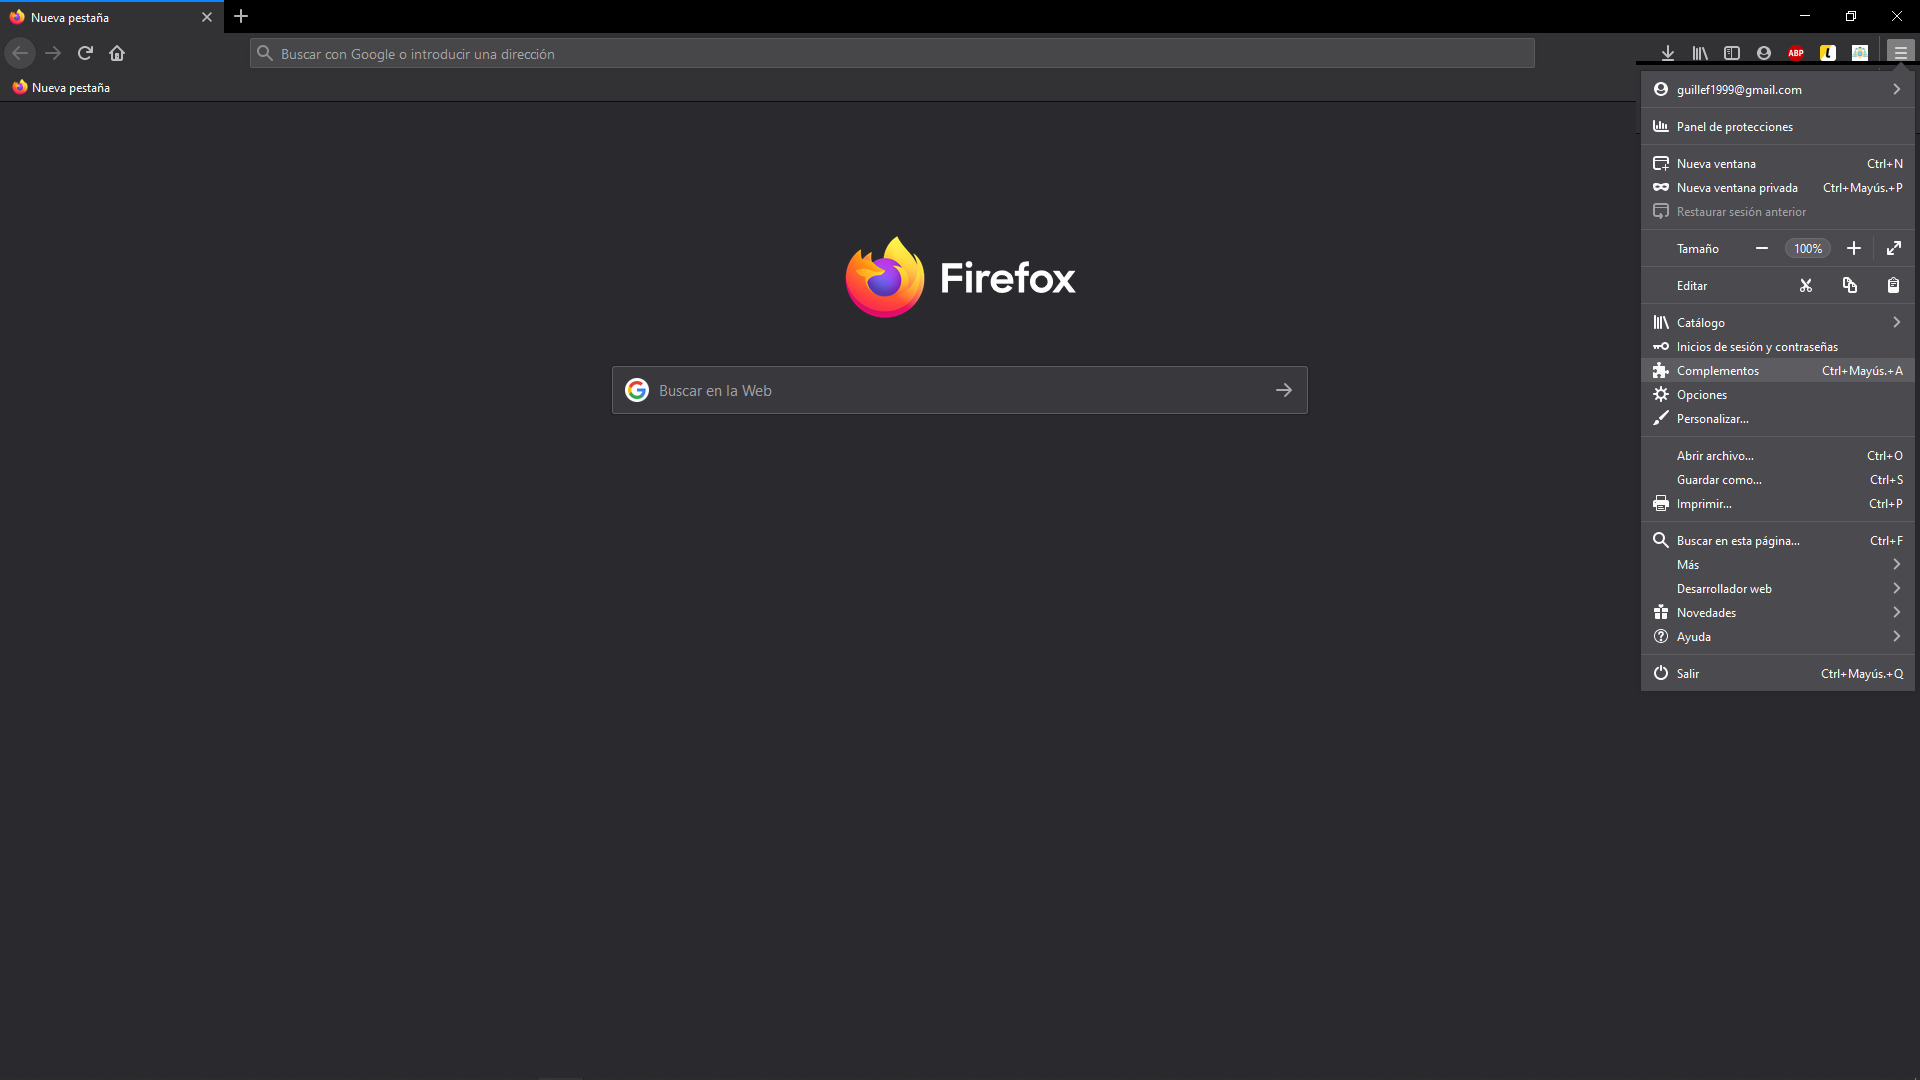 Nueva pestaña
Buscar con Google o introducir una dirección
ABP
Nueva pestaña
guillef1999@gmail.com
Panel de protecciones
Nueva ventana Ctrl+N
Nueva ventana privada Ctrl+Mayús.+P
Restaurar sesión anterior
Tamaño 100%
Editar
Catálogo
Inicios de sesión y contraseñas
Complementos Ctrl+Mayús.+A
Opciones
Personalizar...
Abrir archivo... Ctrl+O
Guardar como... Ctrl+S
Imprimir... Ctrl+P
Buscar en esta página... Ctrl+F
Más
Desarrollador web
Novedades
Ayuda
Salir Ctrl+Mayús.+Q
Firefox
Buscar en la Web